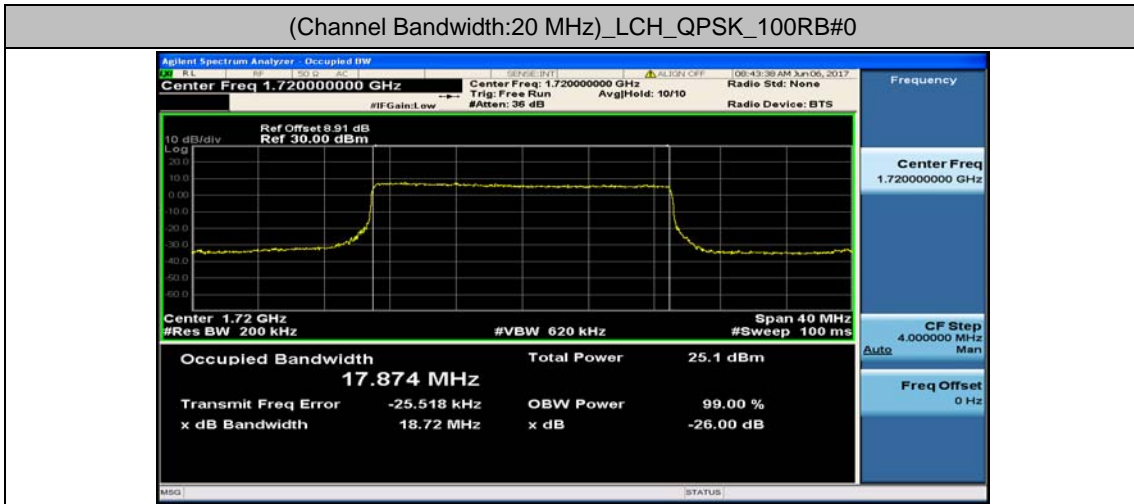 (Channel Bandwidth:20 MHz)_LCH_QPSK_100RB#0
Agilent Spectrum Analyzer - Occupied BW
LXI RL RF 50 Ω AC SENSE:INT ALIGN OFF 08:43:38 AM Jun 06, 2017
Center Freq 1.720000000 GHz
Center Freq: 1.720000000 GHz
Radio Std: None
Trig: Free Run Avg|Hold: 10/10
#IFGain:Low #Atten: 36 dB Radio Device: BTS
Ref Offset 8.91 dB
10 dB/div Ref 30.00 dBm
Log
20.0
10.0
0.00
-10.0
-20.0
-30.0
-40.0
-50.0
-60.0
Center 1.72 GHz Span 40 MHz
#Res BW 200 kHz #VBW 620 kHz #Sweep 100 ms
Occupied Bandwidth Total Power 25.1 dBm
17.874 MHz
Transmit Freq Error -25.518 kHz OBW Power 99.00 %
x dB Bandwidth 18.72 MHz x dB -26.00 dB
MSG STATUS
Frequency
Center Freq
1.720000000 GHz
CF Step
4.000000 MHz
Auto Man
Freq Offset
0 Hz